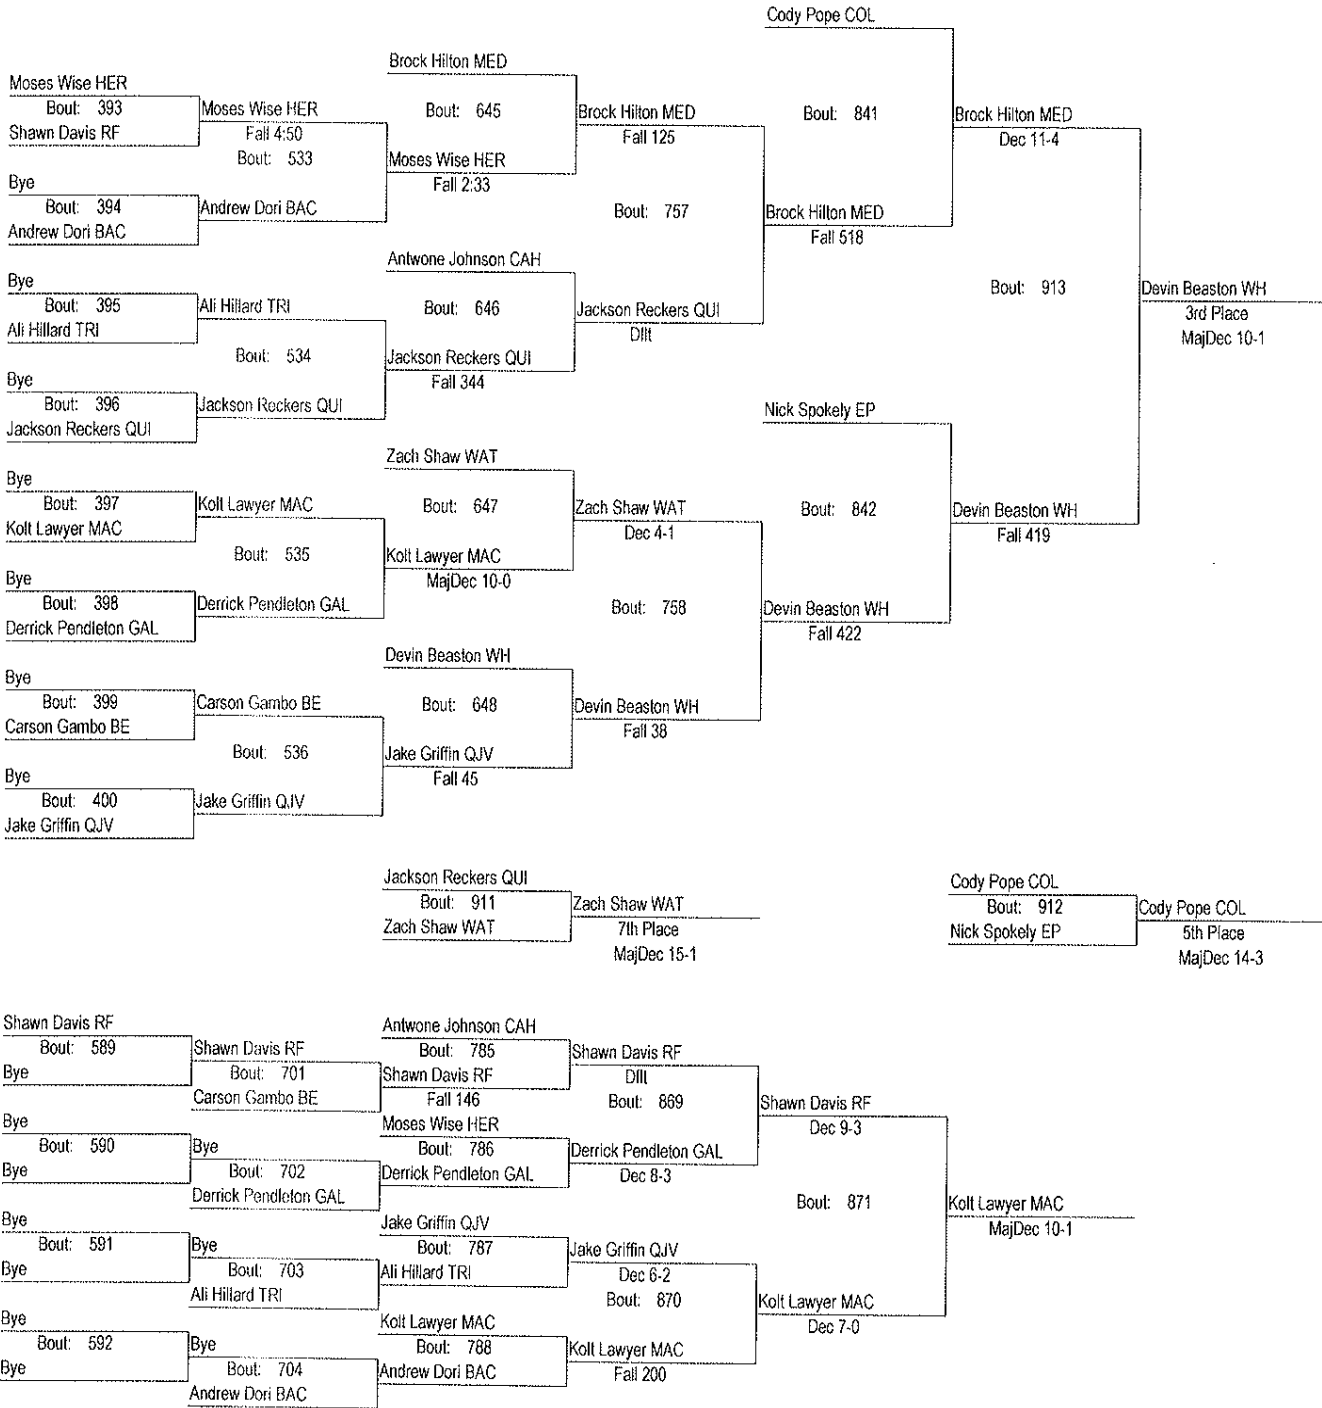 Cody Pope COL
Brock Hilton MED
Moses Wise HER
Bout: 393
Moses Wise HER
Bout: 645
Brock Hilton MED
Bout: 841
Brock Hilton MED
Shawn Davis RF
Fall 4:50
Fall 125
Dec 11-4
Bout: 533
Moses Wise HER
Bye
Fall 2:33
Bout: 394
Andrew Dori BAC
Bout: 757
Brock Hilton MED
Andrew Dori BAC
Fall 518
Antwone Johnson CAH
Bye
Bout: 913
Devin Beaston WH
Bout: 395
Ali Hillard TRI
Bout: 646
Jackson Reckers QUI
3rd Place
Ali Hillard TRI
Dflt
MajDec 10-1
Bout: 534
Jackson Reckers QUI
Bye
Fall 344
Bout: 396
Jackson Reckers QUI
Nick Spokely EP
Jackson Reckers QUI
Zach Shaw WAT
Bye
Bout: 397
Kolt Lawyer MAC
Bout: 647
Zach Shaw WAT
Bout: 842
Devin Beaston WH
Kolt Lawyer MAC
Dec 4-1
Fall 419
Bout: 535
Kolt Lawyer MAC
Bye
MajDec 10-0
Bout: 398
Derrick Pendleton GAL
Bout: 758
Devin Beaston WH
Derrick Pendleton GAL
Fall 422
Devin Beaston WH
Bye
Bout: 399
Carson Gambo BE
Bout: 648
Devin Beaston WH
Carson Gambo BE
Fall 38
Bout: 536
Jake Griffin QJV
Bye
Fall 45
Bout: 400
Jake Griffin QJV
Jake Griffin QJV
Jackson Reckers QUI
Cody Pope COL
Bout: 911
Zach Shaw WAT
Bout: 912
Cody Pope COL
Zach Shaw WAT
7th Place
Nick Spokely EP
5th Place
MajDec 15-1
MajDec 14-3
Shawn Davis RF
Antwone Johnson CAH
Bout: 589
Shawn Davis RF
Bout: 785
Shawn Davis RF
Bye
Bout: 701
Shawn Davis RF
Dflt
Carson Gambo BE
Fall 146
Bout: 869
Shawn Davis RF
Bye
Moses Wise HER
Dec 9-3
Bout: 590
Bye
Bout: 786
Derrick Pendleton GAL
Bye
Bout: 702
Derrick Pendleton GAL
Dec 8-3
Derrick Pendleton GAL
Bout: 871
Kolt Lawyer MAC
Bye
Jake Griffin QJV
MajDec 10-1
Bout: 591
Bye
Bout: 787
Jake Griffin QJV
Bye
Bout: 703
Ali Hillard TRI
Dec 6-2
Ali Hillard TRI
Bout: 870
Kolt Lawyer MAC
Bye
Kolt Lawyer MAC
Dec 7-0
Bout: 592
Bye
Bout: 788
Kolt Lawyer MAC
Bye
Bout: 704
Andrew Dori BAC
Fall 200
Andrew Dori BAC